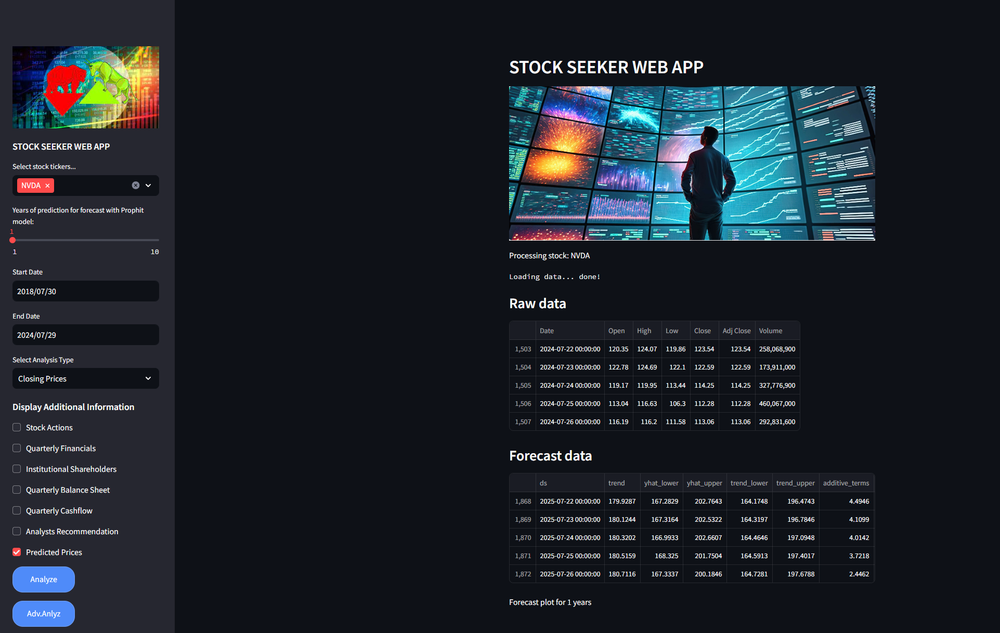 STOCK SEEKER WEB APP
Select stock tickers...
NVDA
Years of prediction for forecast with Prophit
model:
1
1 10
Start Date
2018/07/30
End Date
2024/07/29
Select Analysis Type
Closing Prices
Display Additional Information
Stock Actions
Quarterly Financials
Institutional Shareholders
Quarterly Balance Sheet
Quarterly Cashflow
Analysts Recommendation
Predicted Prices
Analyze
Adv.Anlyz
STOCK SEEKER WEB APP
Processing stock: NVDA
Loading data... done!
Raw data
Date Open High Low Close Adj Close Volume
1,503 2024-07-22 00:00:00 120.35 124.07 119.86 123.54 123.54 258,068,900
1,504 2024-07-23 00:00:00 122.78 124.69 122.1 122.59 122.59 173,911,000
1,505 2024-07-24 00:00:00 119.17 119.95 113.44 114.25 114.25 327,776,900
1,506 2024-07-25 00:00:00 113.04 116.63 106.3 112.28 112.28 460,067,000
1,507 2024-07-26 00:00:00 116.19 116.2 111.58 113.06 113.06 292,831,600
Forecast data
ds trend yhat_lower yhat_upper trend_lower trend_upper additive_terms
1,868 2025-07-22 00:00:00 179.9287 167.2829 202.7643 164.1748 196.4743 4.4946
1,869 2025-07-23 00:00:00 180.1244 167.3164 202.5322 164.3197 196.7846 4.1099
1,870 2025-07-24 00:00:00 180.3202 166.9933 202.6607 164.4646 197.0948 4.0142
1,871 2025-07-25 00:00:00 180.5159 168.325 201.7504 164.5913 197.4017 3.7218
1,872 2025-07-26 00:00:00 180.7116 167.3337 200.1846 164.7281 197.6788 2.4462
Forecast plot for 1 years